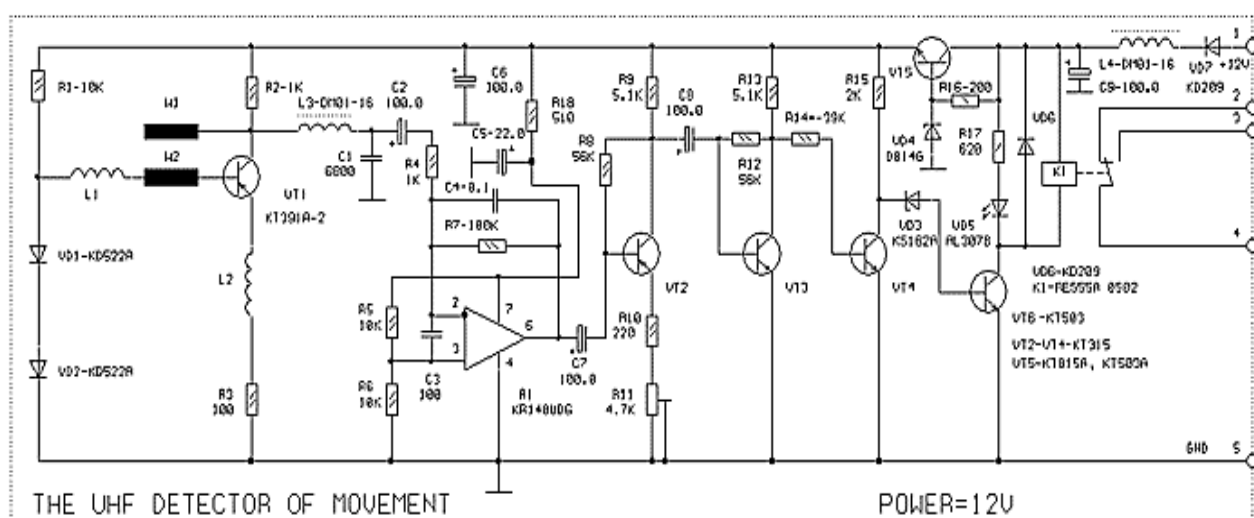 R1-10K
W1
W2
L1
R2-1K
L3-DM01-16
VT1
KT391A-2
VD1-KD522A
VD2-KD522A
L2
R3
100
C1
6800
C2
100.0
R4
1K
C6
100.0
C5-22.0
R18
510
C4-0.1
R7-100K
R5
10K
R6
10K
2
3
7
4
6
C3
100
A1
KR140UDG
C7
100.0
R8
56K
R9
5.1K
VT2
R10
220
R11
4.7K
C8
100.0
R13
5.1K
R12
56K
VT3
R14--39K
R15
2K
VT4
VT5
R16-200
VD4
D814G
R17
620
VD3
KS162A
VD5
AL307B
VD6
K1
L4-DM01-16
C9-100.0
VD7
KD209
+12V
1
2
3
4
VD6-KD209
K1-RES55A 0502
VT6-KT503
VT2-VT4-KT315
VT5-KT815A, KT503A
GND
5
THE UHF DETECTOR OF MOVEMENT
POWER=12V